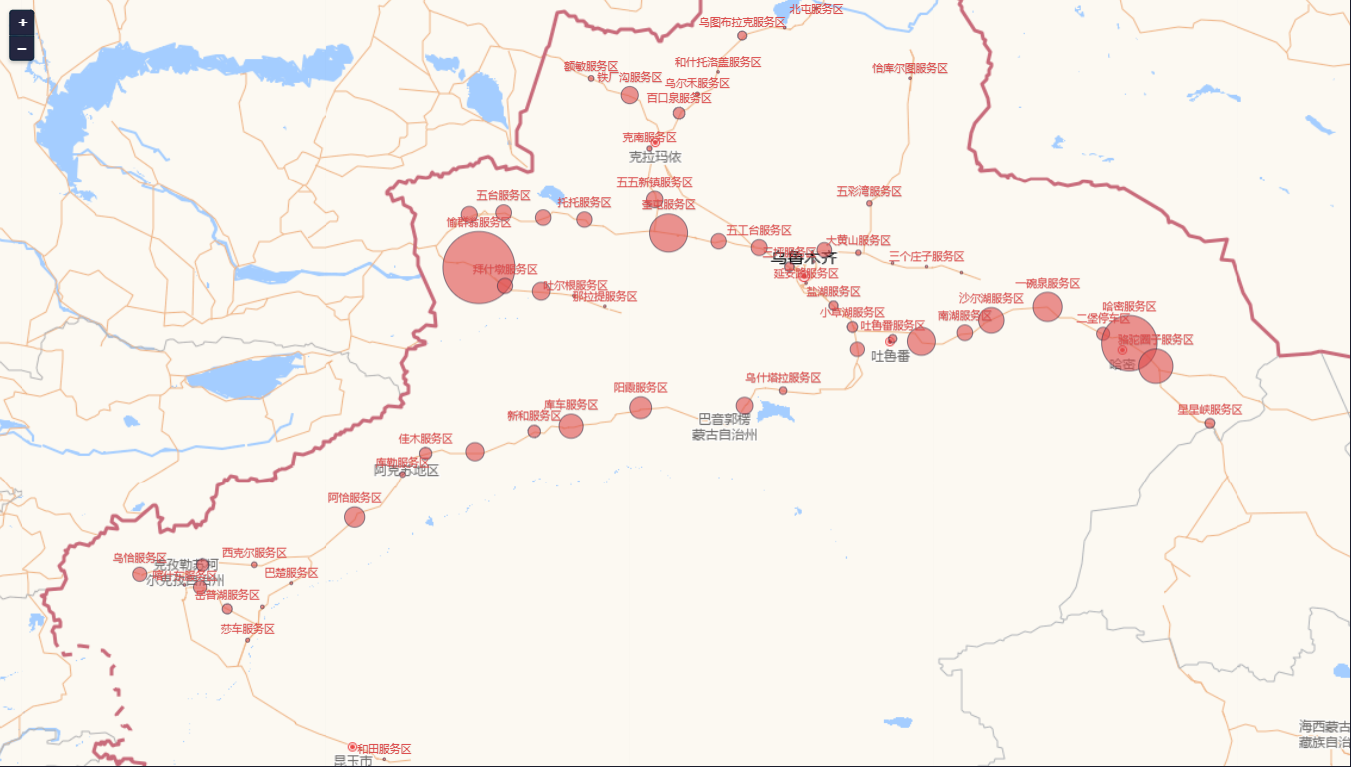 +
−
北屯服务区
乌图布拉克服务区
额敏服务区
和什托洛盖服务区
恰库尔图服务区
铁厂沟服务区
乌尔禾服务区
百口泉服务区
克南服务区
克拉玛依
五五新镇服务区
五台服务区
托托服务区
奎屯服务区
五彩湾服务区
五工台服务区
大黄山服务区
三坪服务区
乌鲁木齐
三个庄子服务区
拜什墩服务区
延安路服务区
吐尔根服务区
那拉提服务区
盐湖服务区
一碗泉服务区
沙尔湖服务区
哈密服务区
小草湖服务区
南湖服务区
二堡停车区
吐鲁番服务区
骆驼圈子服务区
吐鲁番
哈密
乌什塔拉服务区
阳霞服务区
库车服务区
新和服务区
星星峡服务区
巴音郭楞
蒙古自治州
佳木服务区
库勒服务区
阿克苏地区
阿恰服务区
西克尔服务区
乌恰服务区
克孜勒苏柯
尔克孜自治州
巴楚服务区
岳普湖服务区
莎车服务区
海西蒙古
藏族自治
和田服务区
昆玉市